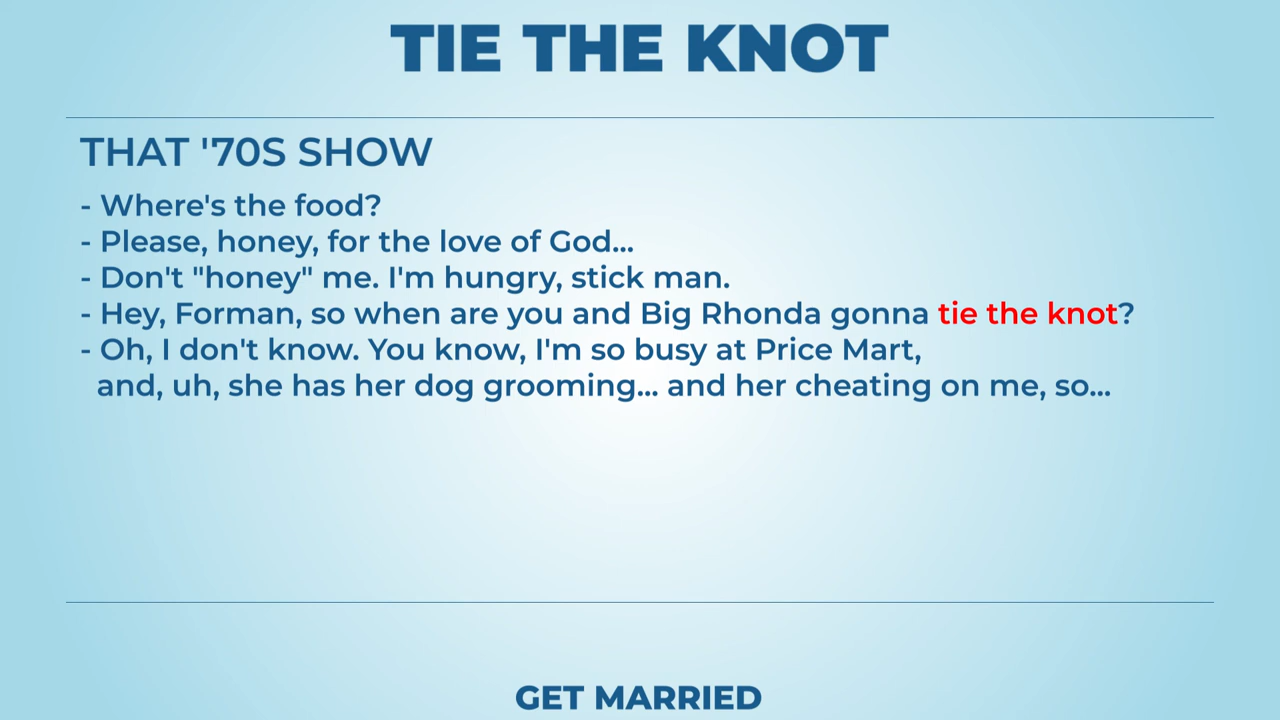 TIE THE KNOT
THAT '70S SHOW
- Where's the food?
- Please, honey, for the love of God...
- Don't "honey" me. I'm hungry, stick man.
- Hey, Forman, so when are you and Big Rhonda gonna tie the knot?
- Oh, I don't know. You know, I'm so busy at Price Mart,
and, uh, she has her dog grooming... and her cheating on me, so...
GET MARRIED